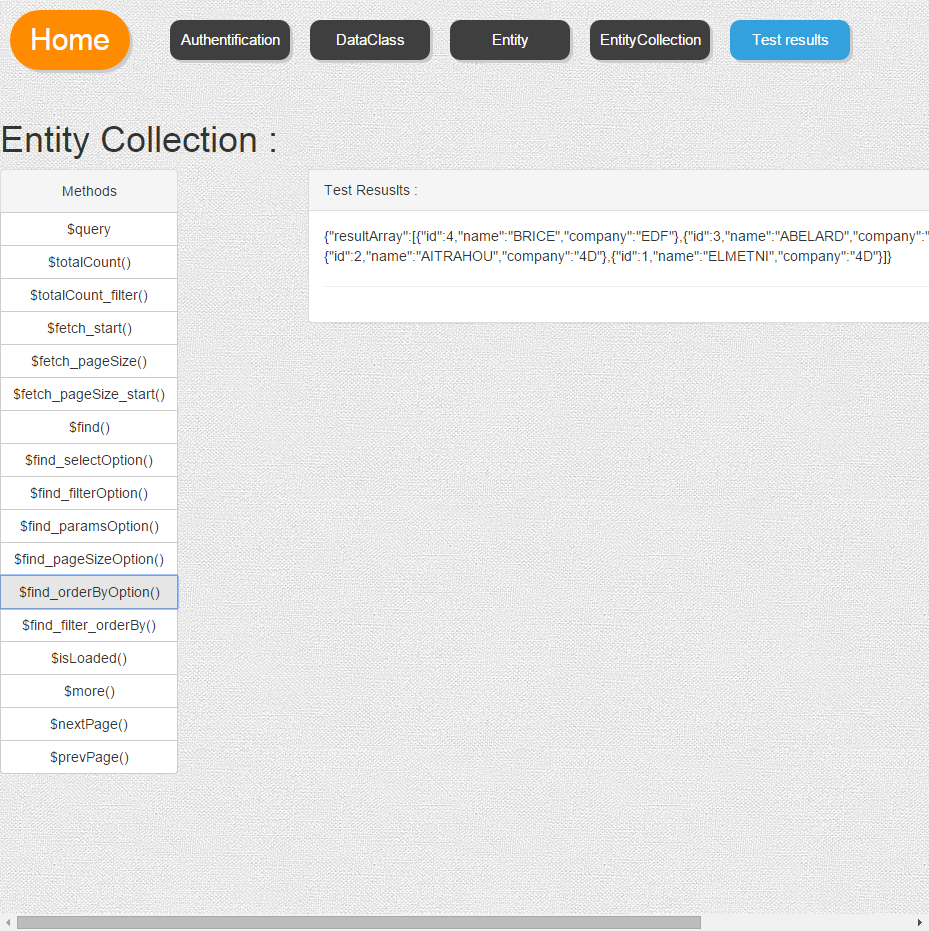 Home
Authentification
DataClass
Entity
EntityCollection
Test results
Entity Collection :
Methods
$query
$totalCount()
$totalCount_filter()
$fetch_start()
$fetch_pageSize()
$fetch_pageSize_start()
$find()
$find_selectOption()
$find_filterOption()
$find_paramsOption()
$find_pageSizeOption()
$find_orderByOption()
$find_filter_orderBy()
$isLoaded()
$more()
$nextPage()
$prevPage()
Test Resuslts :
{"resultArray":[{"id":4,"name":"BRICE","company":"EDF"},{"id":3,"name":"ABELARD","company":"
{"id":2,"name":"AITRAHOU","company":"4D"},{"id":1,"name":"ELMETNI","company":"4D"}]}